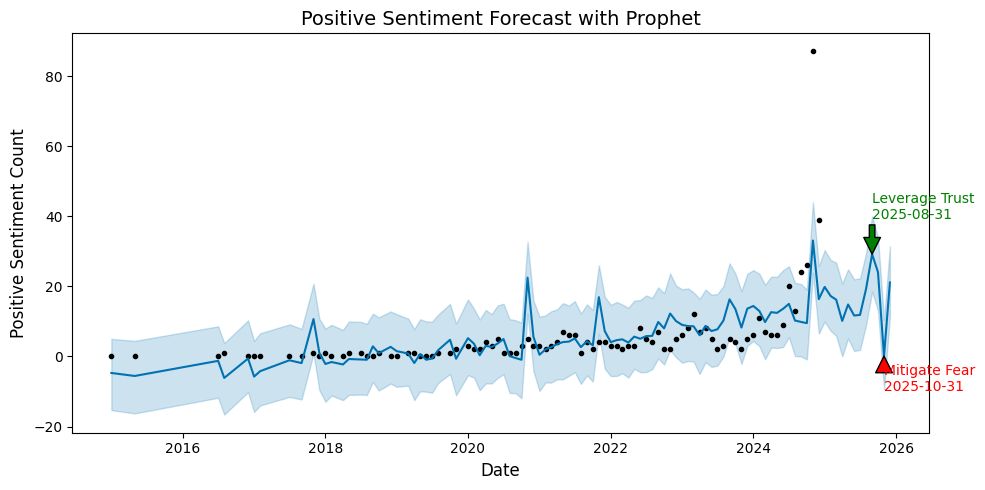 Positive Sentiment Forecast with Prophet
Positive Sentiment Count
80
60
40
20
0
−20
Leverage Trust
2025-08-31
Mitigate Fear
2025-10-31
2016
2018
2020
2022
2024
2026
Date